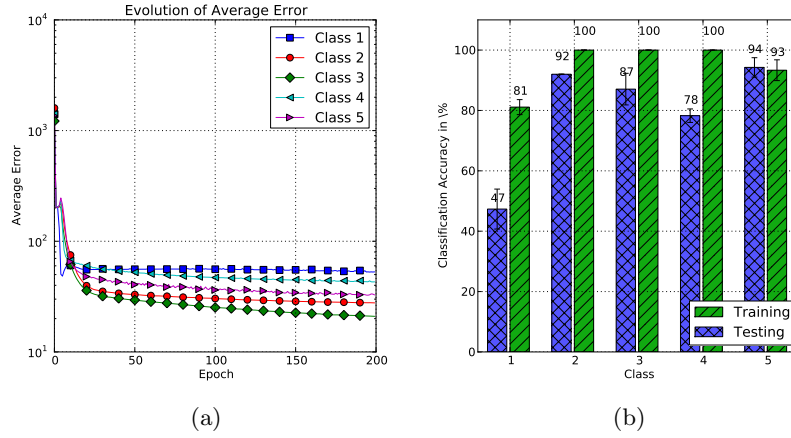 Evolution of Average Error
10^4
10^3
10^2
10^1
Average Error
0 50 100 150 200
Epoch
Class 1
Class 2
Class 3
Class 4
Class 5
(a)
100 100 100
100
80
60
40
20
0
Classification Accuracy in \%
47 81 92 87 78 94 93
1 2 3 4 5
Class
Training
Testing
(b)